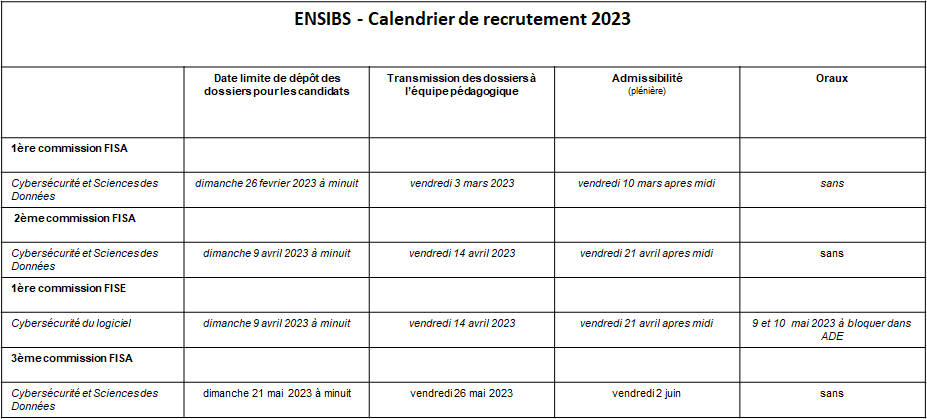 ENSIBS - Calendrier de recrutement 2023
Date limite de dépôt des
dossiers pour les candidats
Transmission des dossiers à
l'équipe pédagogique
Admissibilité
(plénière)
Oraux
1ère commission FISA
Cybersécurité et Sciences des
Données
dimanche 26 fevrier 2023 à minuit
vendredi 3 mars 2023
vendredi 10 mars apres midi
sans
2ème commission FISA
Cybersécurité et Sciences des
Données
dimanche 9 avril 2023 à minuit
vendredi 14 avril 2023
vendredi 21 avril apres midi
sans
1ère commission FISE
Cybersécurité du logiciel
dimanche 9 avril 2023 à minuit
vendredi 14 avril 2023
vendredi 21 avril apres midi
9 et 10 mai 2023 à bloquer dans
ADE
3ème commission FISA
Cybersécurité et Sciences des
Données
dimanche 21 mai 2023 à minuit
vendredi 26 mai 2023
vendredi 2 juin
sans